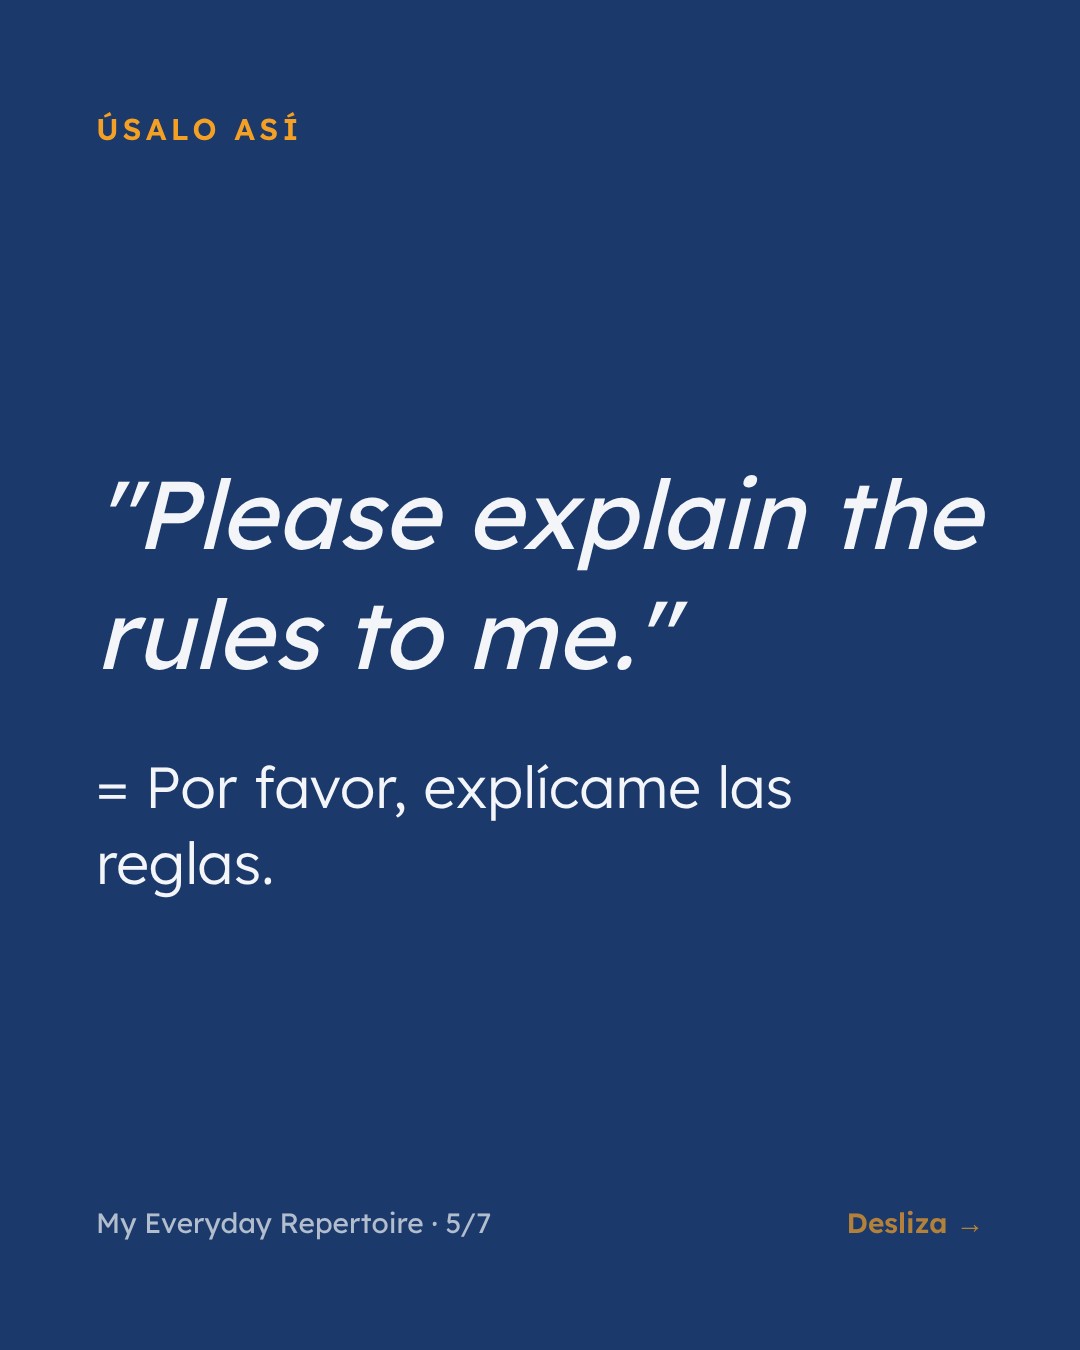 ÚSALO ASÍ
"Please explain the
rules to me."
= Por favor, explícame las
reglas.
My Everyday Repertoire · 5/7
Desliza →